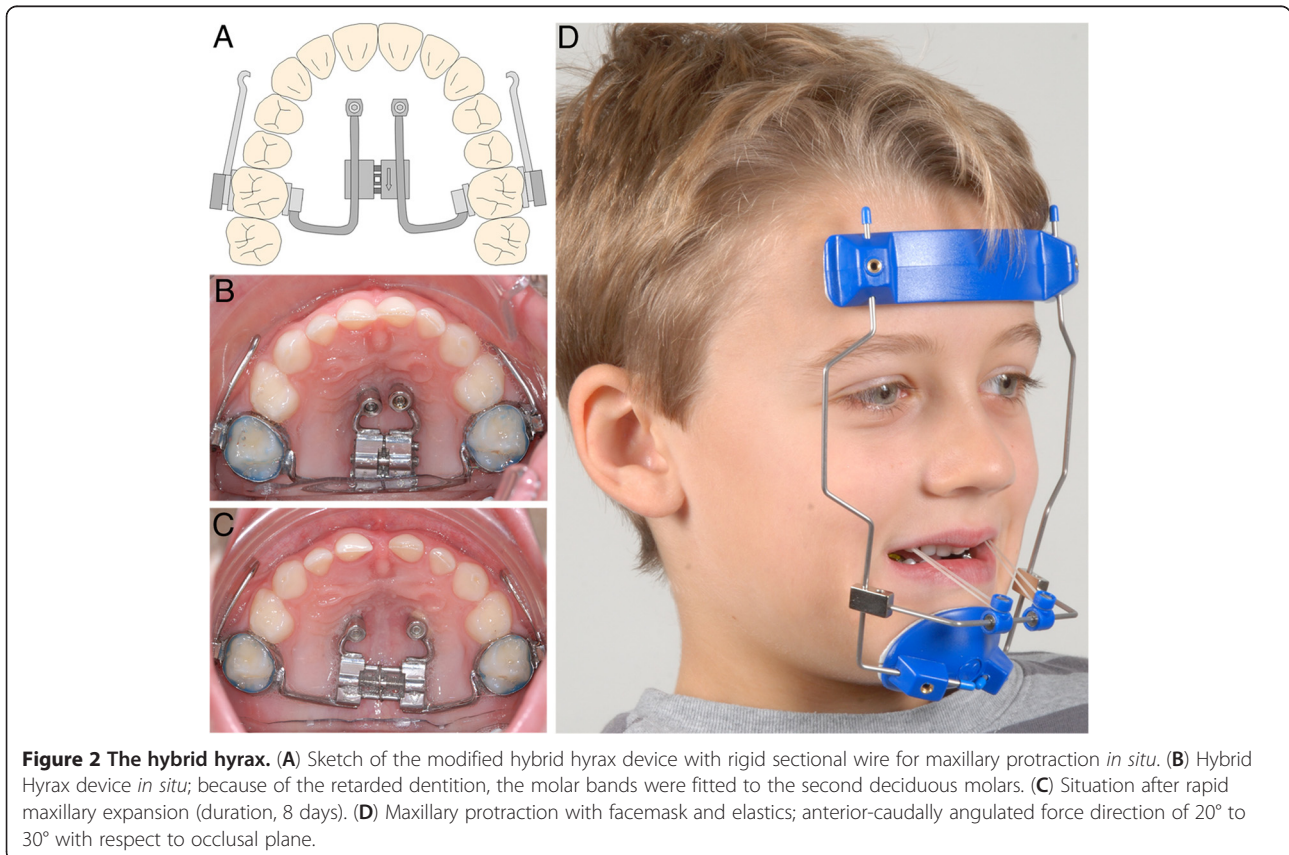 A
D
B
C
Figure 2 The hybrid hyrax. (A) Sketch of the modified hybrid hyrax device with rigid sectional wire for maxillary protraction in situ. (B) Hybrid
Hyrax device in situ; because of the retarded dentition, the molar bands were fitted to the second deciduous molars. (C) Situation after rapid
maxillary expansion (duration, 8 days). (D) Maxillary protraction with facemask and elastics; anterior-caudally angulated force direction of 20° to
30° with respect to occlusal plane.